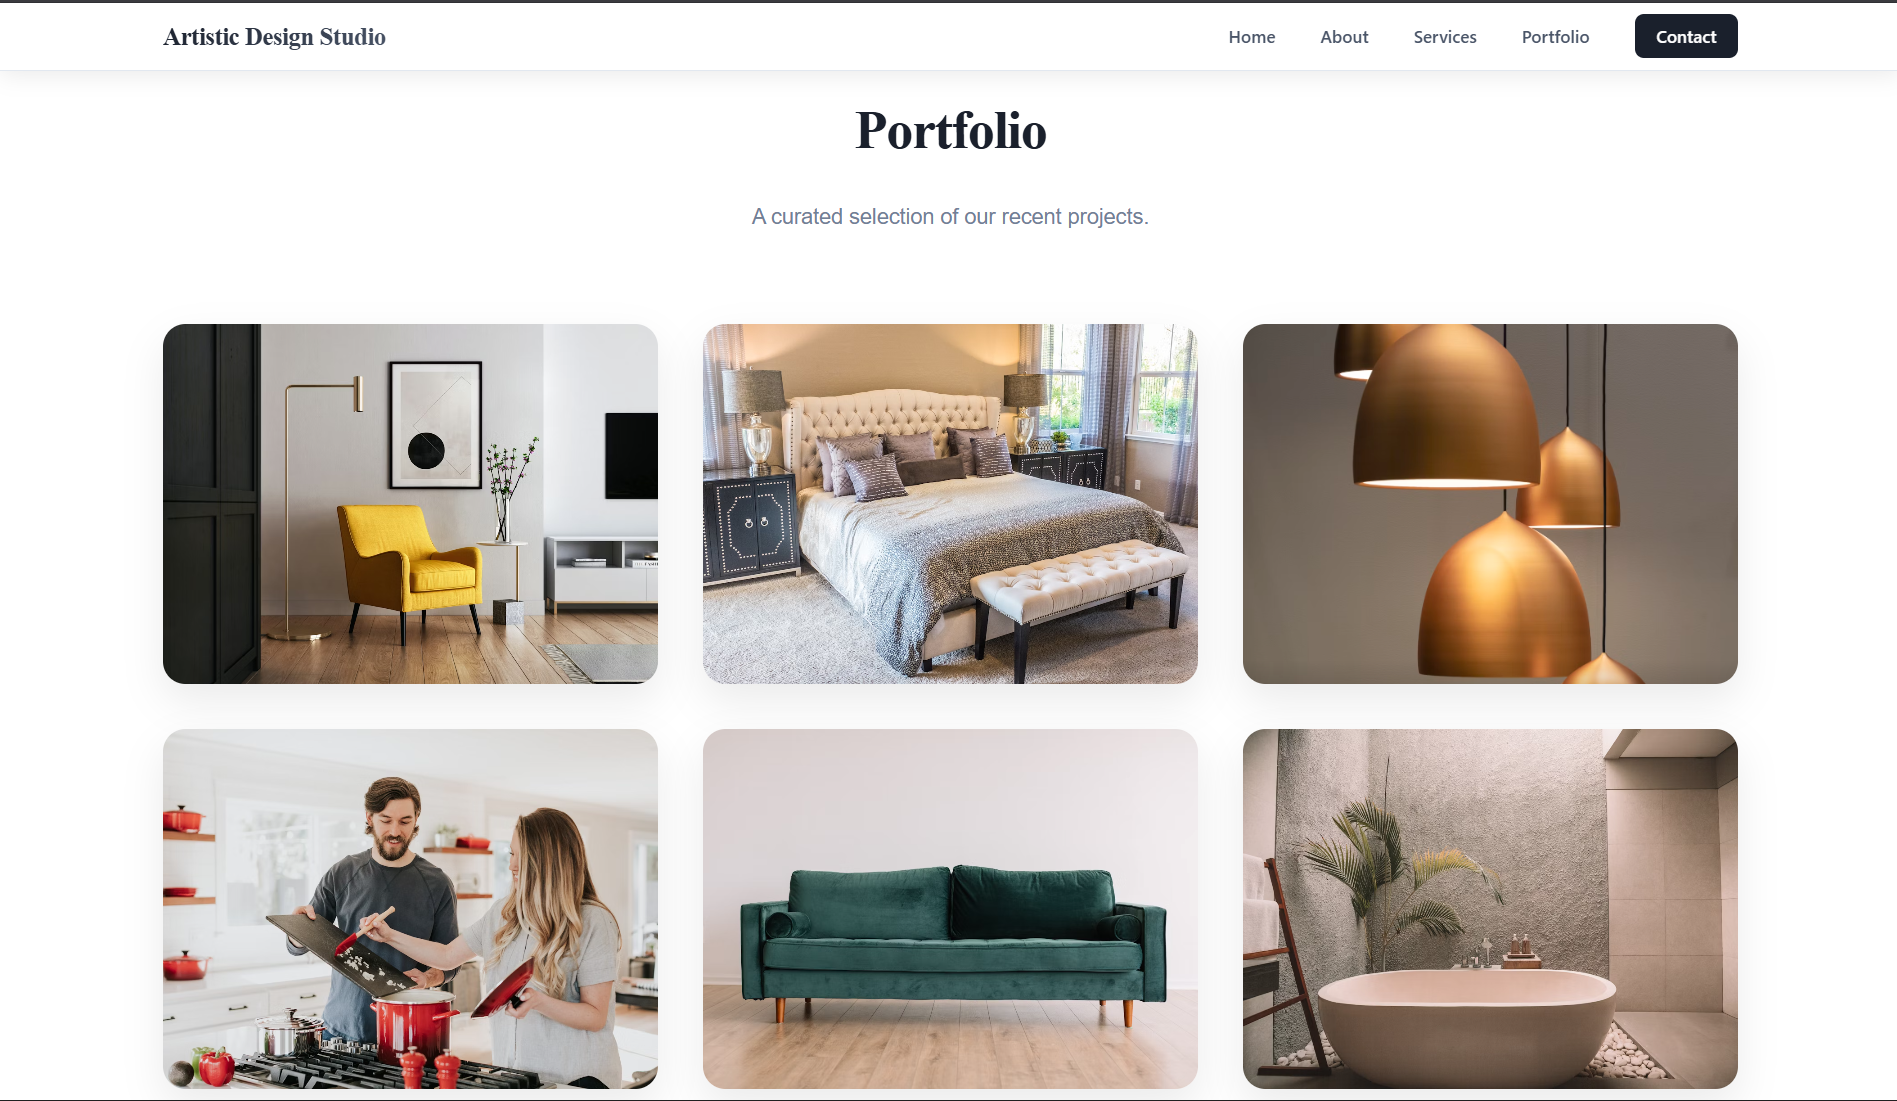 Artistic Design Studio
Home About Services Portfolio Contact
Portfolio
A curated selection of our recent projects.